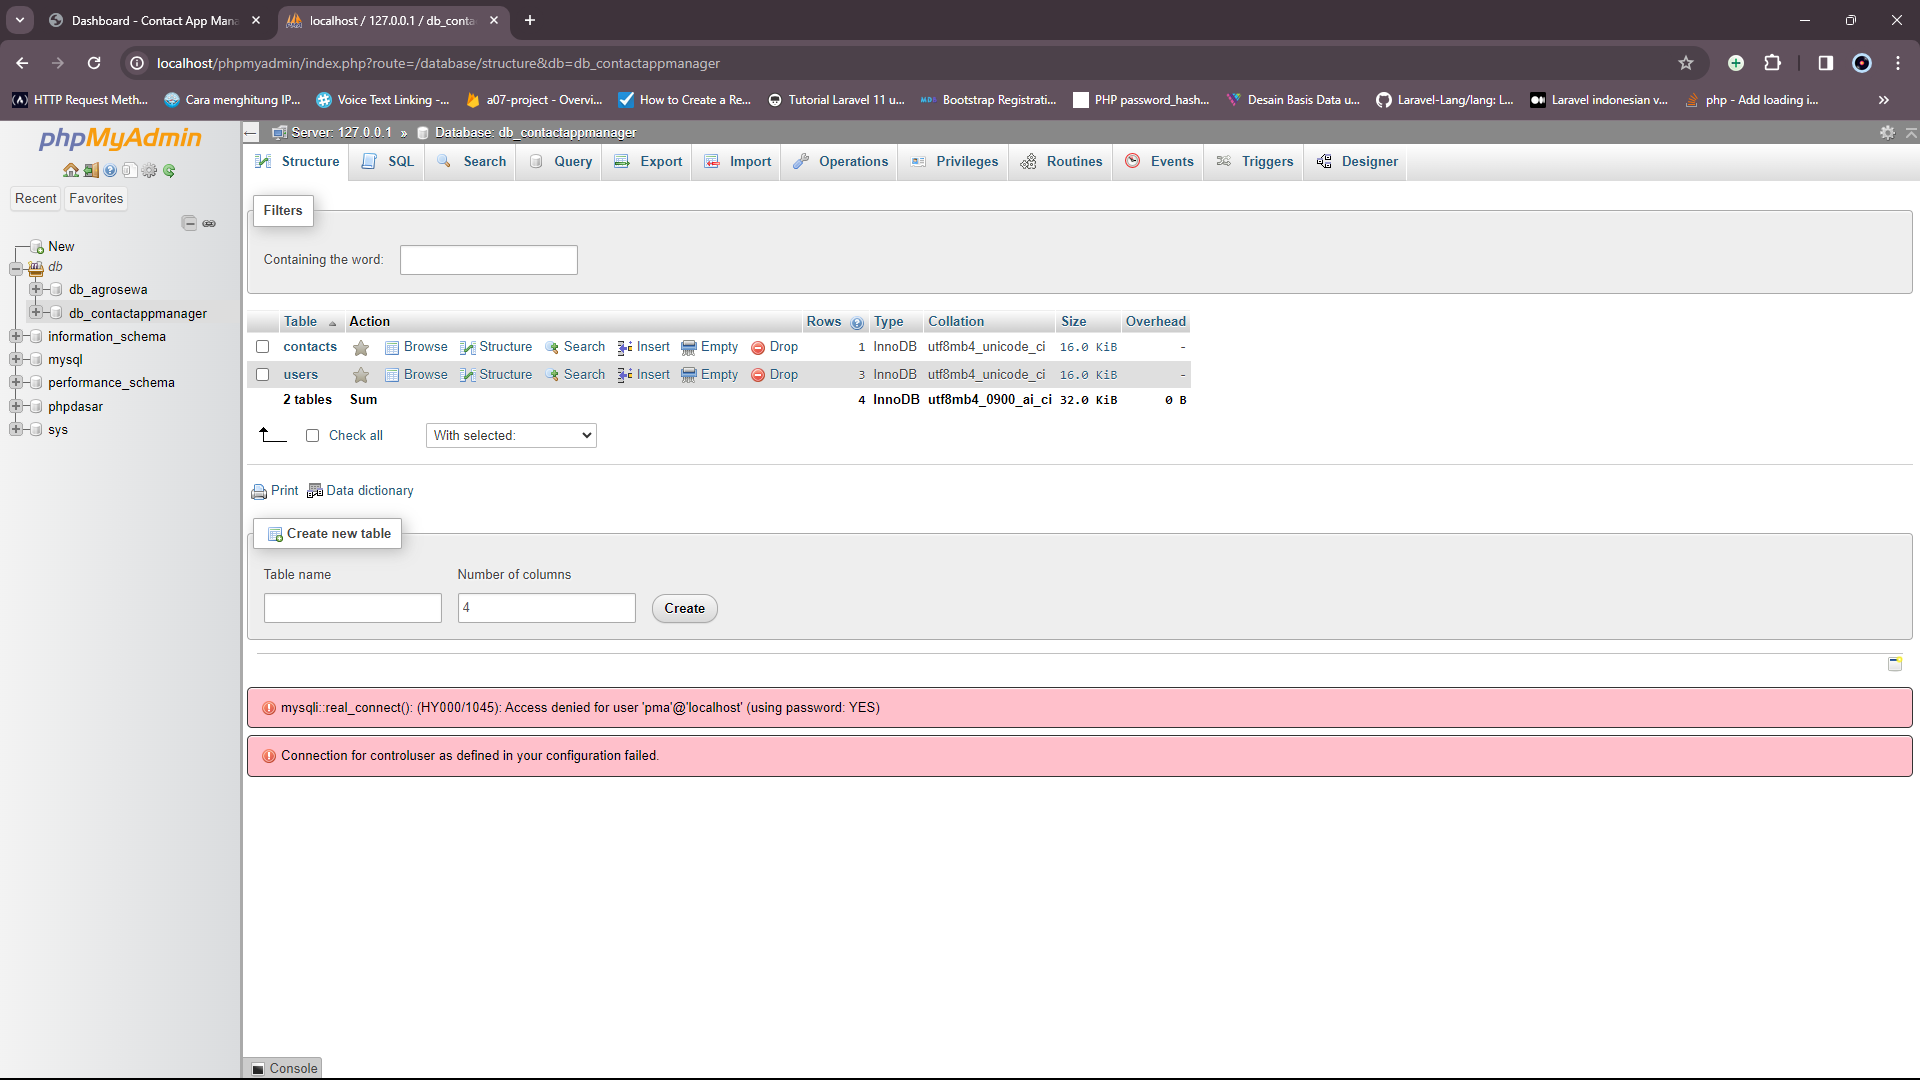 Dashboard - Contact App Mana
localhost / 127.0.0.1 / db_conta
localhost/phpmyadmin/index.php?route=/database/structure&db=db_contactappmanager
HTTP Request Meth...
Cara menghitung IP...
Voice Text Linking -...
a07-project - Overvi...
How to Create a Re...
Tutorial Laravel 11 u...
Bootstrap Registrati...
PHP password_hash...
Desain Basis Data u...
Laravel-Lang/lang: L...
Laravel indonesian v...
php - Add loading i...
phpMyAdmin
Recent
Favorites
New
db
db_agrosewa
db_contactappmanager
information_schema
mysql
performance_schema
phpdasar
sys
Server: 127.0.0.1 » Database: db_contactappmanager
Structure SQL Search Query Export Import Operations Privileges Routines Events Triggers Designer
Filters
Containing the word:
Table Action Rows Type Collation Size Overhead
contacts Browse Structure Search Insert Empty Drop 1 InnoDB utf8mb4_unicode_ci 16.0 KiB -
users Browse Structure Search Insert Empty Drop 3 InnoDB utf8mb4_unicode_ci 16.0 KiB -
2 tables Sum 4 InnoDB utf8mb4_0900_ai_ci 32.0 KiB 0 B
Check all With selected:
Print Data dictionary
Create new table
Table name Number of columns
4 Create
mysqli::real_connect(): (HY000/1045): Access denied for user 'pma'@'localhost' (using password: YES)
Connection for controluser as defined in your configuration failed.
Console